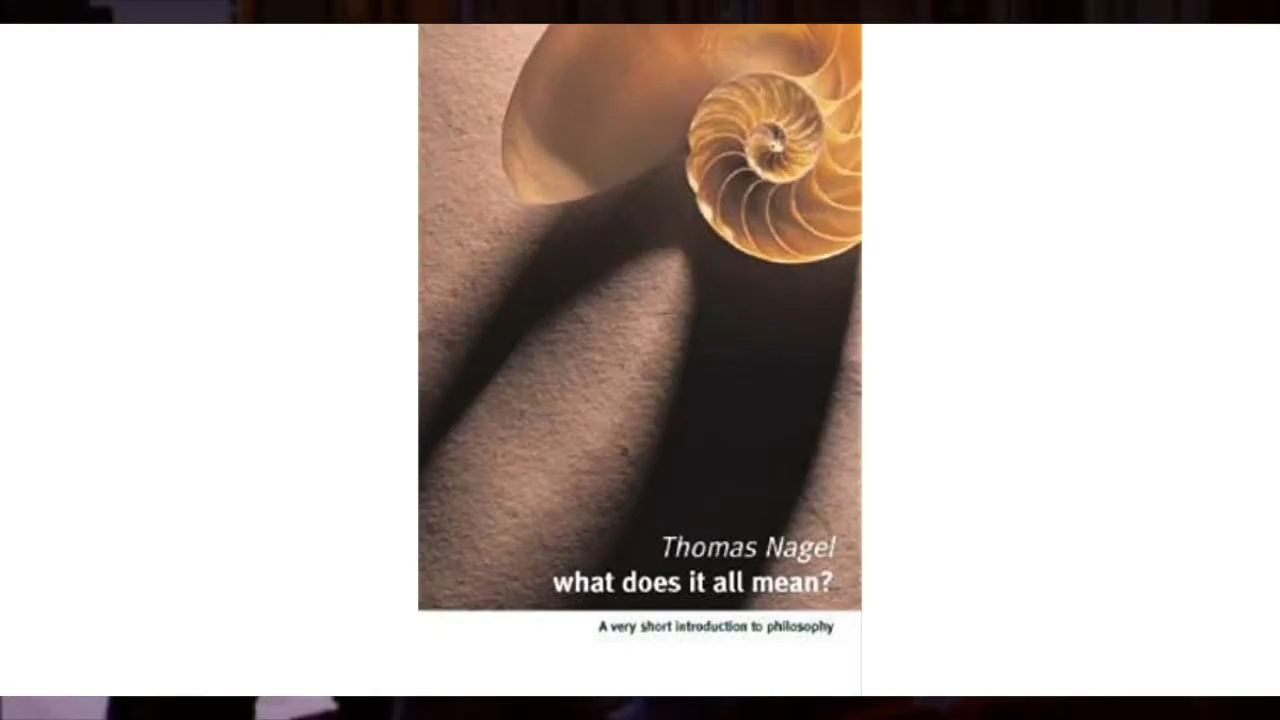 Thomas Nagel
what does it all mean?
A very short introduction to philosophy